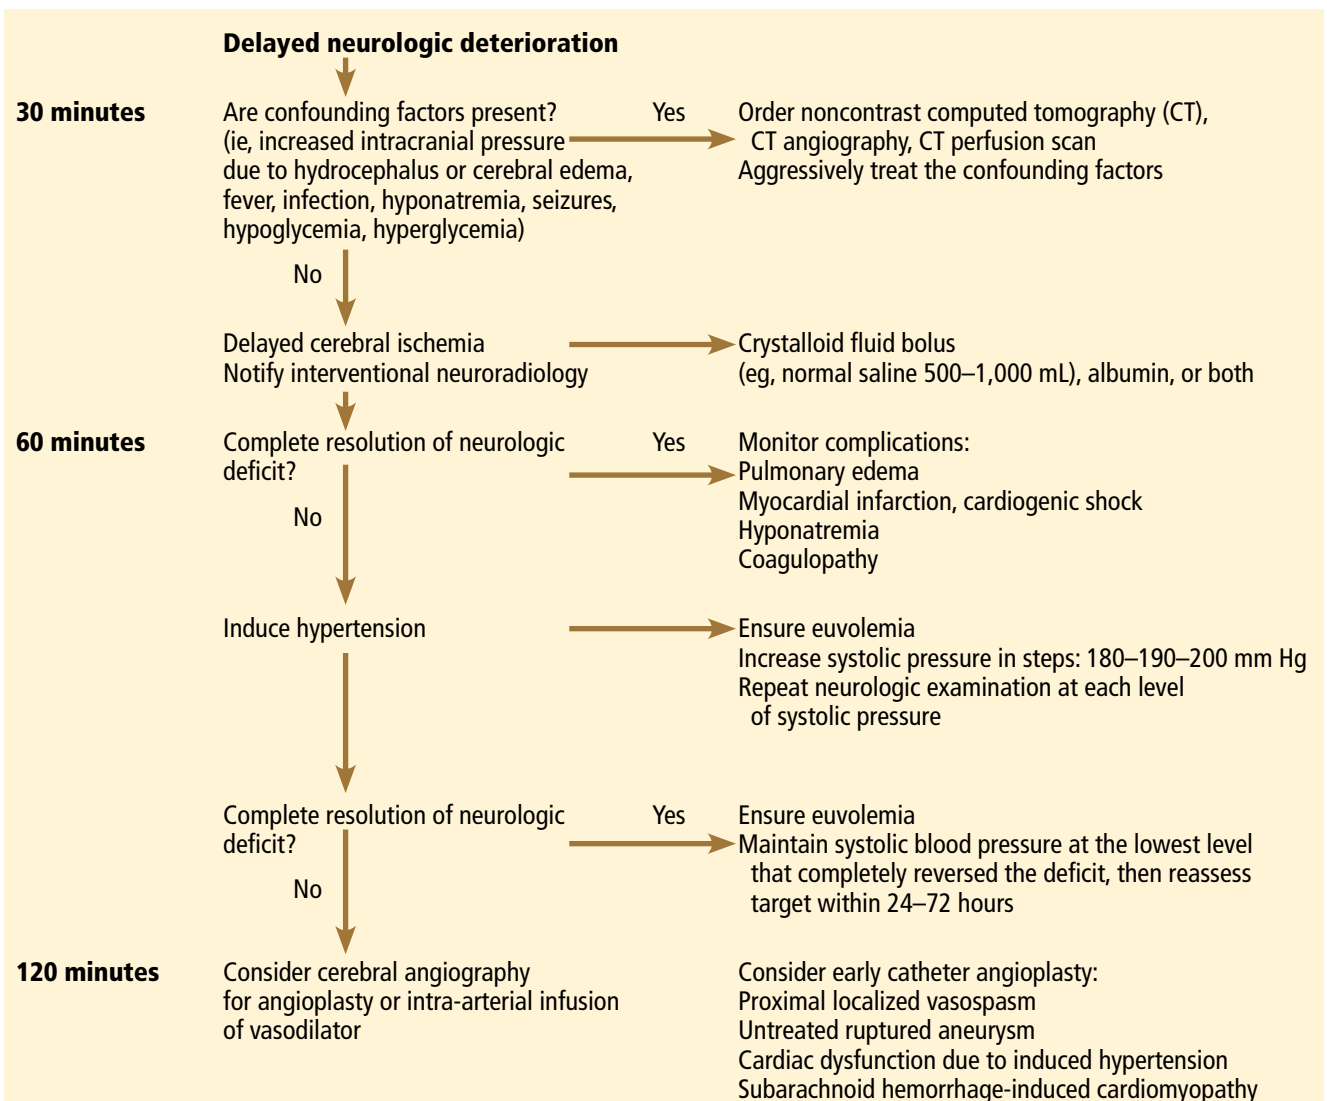 Delayed neurologic deterioration
30 minutes
Are confounding factors present?
(ie, increased intracranial pressure
due to hydrocephalus or cerebral edema,
fever, infection, hyponatremia, seizures,
hypoglycemia, hyperglycemia)
Yes
Order noncontrast computed tomography (CT),
CT angiography, CT perfusion scan
Aggressively treat the confounding factors
No
Delayed cerebral ischemia
Notify interventional neuroradiology
Crystalloid fluid bolus
(eg, normal saline 500–1,000 mL), albumin, or both
60 minutes
Complete resolution of neurologic
deficit?
Yes
Monitor complications:
Pulmonary edema
Myocardial infarction, cardiogenic shock
Hyponatremia
Coagulopathy
No
Induce hypertension
Ensure euvolemia
Increase systolic pressure in steps: 180–190–200 mm Hg
Repeat neurologic examination at each level
of systolic pressure
Complete resolution of neurologic
deficit?
Yes
Ensure euvolemia
Maintain systolic blood pressure at the lowest level
that completely reversed the deficit, then reassess
target within 24–72 hours
No
120 minutes
Consider cerebral angiography
for angioplasty or intra-arterial infusion
of vasodilator
Consider early catheter angioplasty:
Proximal localized vasospasm
Untreated ruptured aneurysm
Cardiac dysfunction due to induced hypertension
Subarachnoid hemorrhage-induced cardiomyopathy